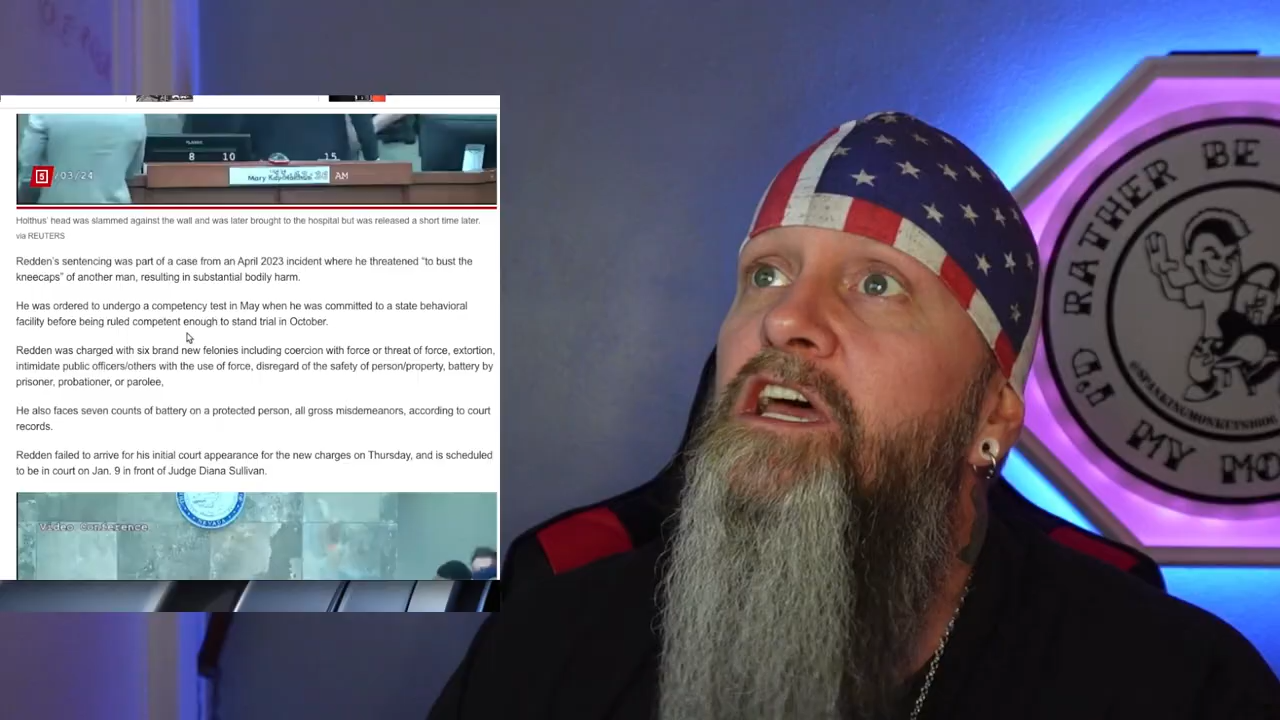 8 10 15
5 /03/24
Mary Kay
AM
Holthus' head was slammed against the wall and was later brought to the hospital but was released a short time later.
via REUTERS
Redden's sentencing was part of a case from an April 2023 incident where he threatened "to bust the
kneecaps" of another man, resulting in substantial bodily harm.
He was ordered to undergo a competency test in May when he was committed to a state behavioral
facility before being ruled competent enough to stand trial in October.
Redden was charged with six brand new felonies including coercion with force or threat of force, extortion,
intimidate public officers/others with the use of force, disregard of the safety of person/property, battery by
prisoner, probationer, or parolee,
He also faces seven counts of battery on a protected person, all gross misdemeanors, according to court
records.
Redden failed to arrive for his initial court appearance for the new charges on Thursday, and is scheduled
to be in court on Jan. 9 in front of Judge Diana Sullivan.
NEVADA
Video Conference
I'D RATHER BE
MY MO